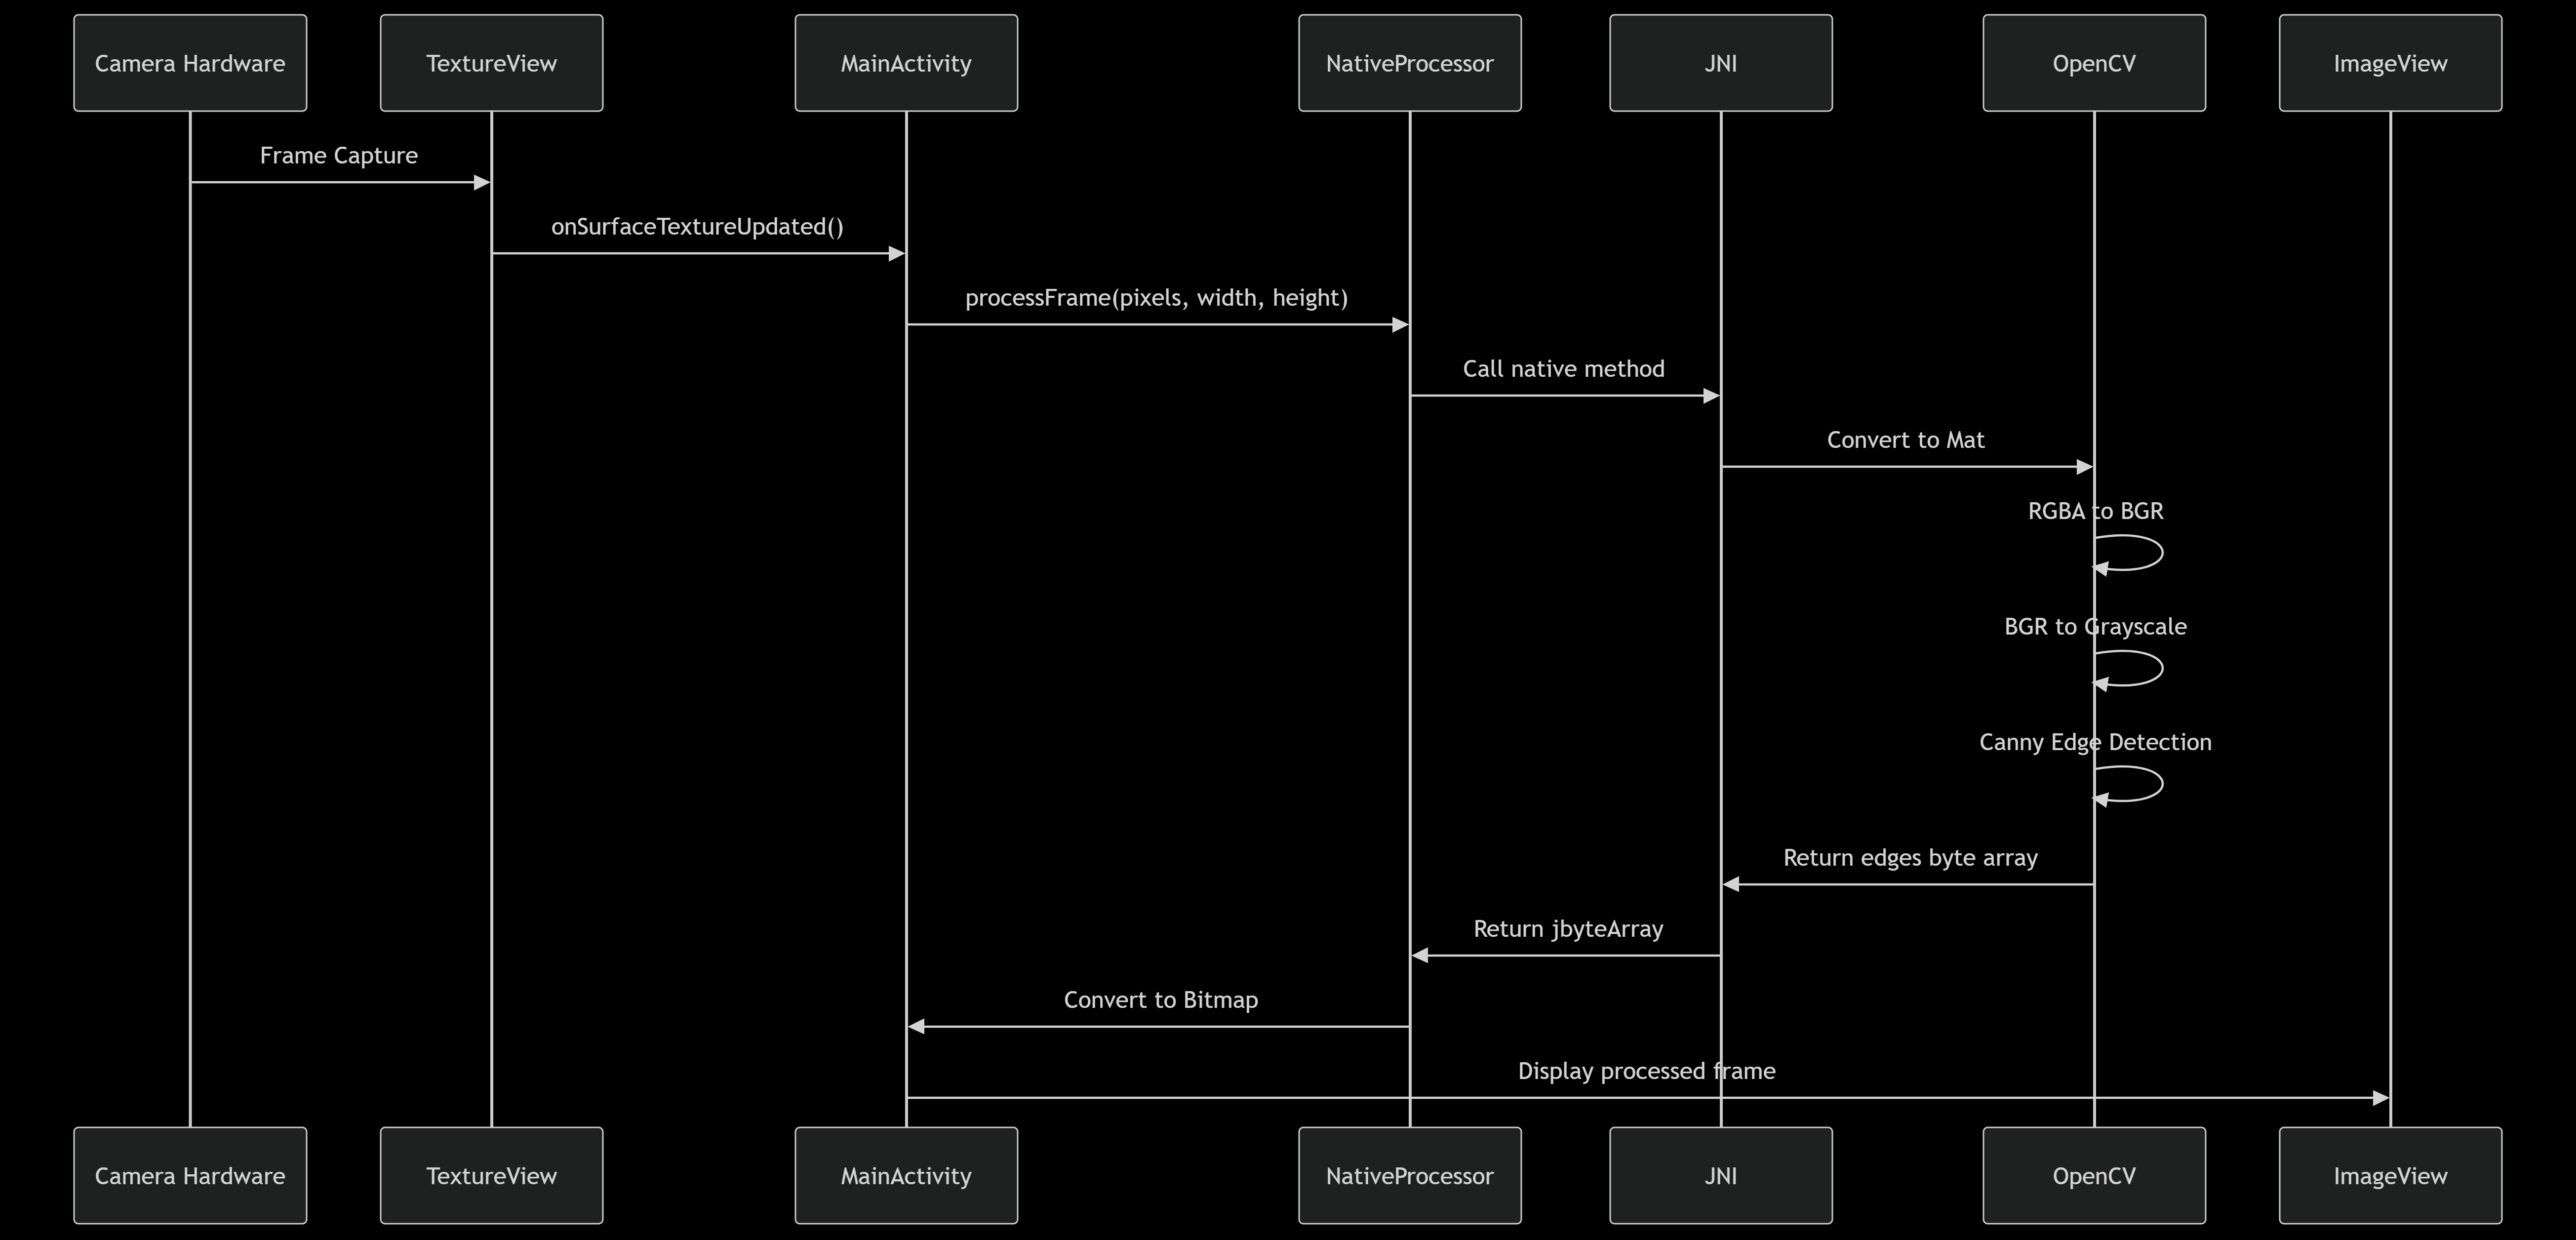 Camera Hardware
TextureView
MainActivity
NativeProcessor
JNI
OpenCV
ImageView
Frame Capture
onSurfaceTextureUpdated()
processFrame(pixels, width, height)
Call native method
Convert to Mat
RGBA to BGR
BGR to Grayscale
Canny Edge Detection
Return edges byte array
Return jbyteArray
Convert to Bitmap
Display processed frame
Camera Hardware
TextureView
MainActivity
NativeProcessor
JNI
OpenCV
ImageView